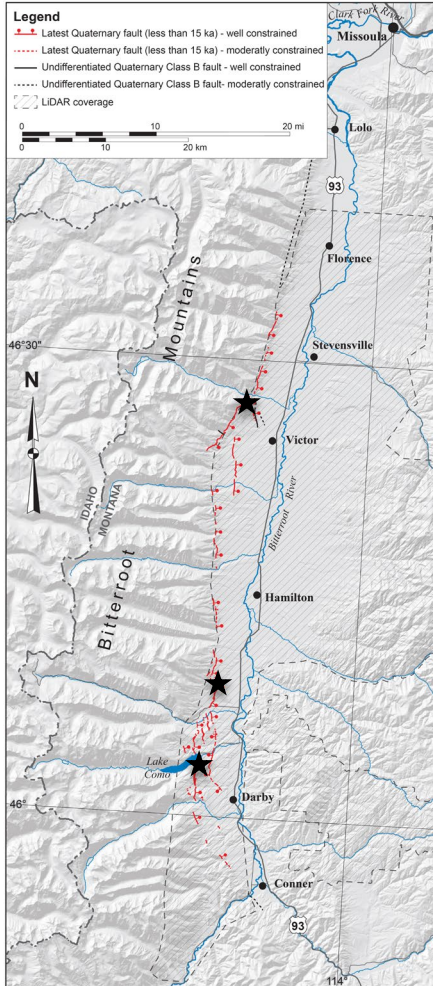 Legend
Latest Quaternary fault (less than 15 ka) - well constrained
Latest Quaternary fault (less than 15 ka) - moderatly constrained
Undifferentiated Quaternary Class B fault - well constrained
Undifferentiated Quaternary Class B fault- moderatly constrained
LiDAR coverage
0 10 20 mi
0 10 20 km
Clark Fork River
Missoula
Lolo
93
Florence
Mountains
46°30'
Stevensville
N
Victor
IDAHO
MONTANA
Bitterroot River
Bitterroot
Hamilton
Lake
Como
46°
Darby
Conner
93
114°